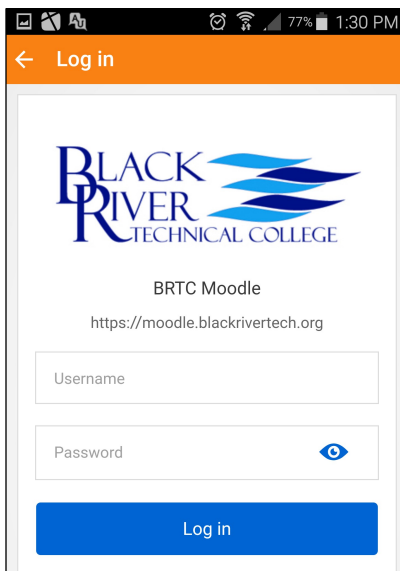 77% 1:30 PM
Log in
BLACK
RIVER
TECHNICAL COLLEGE
BRTC Moodle
https://moodle.blackrivertech.org
Username
Password
Log in